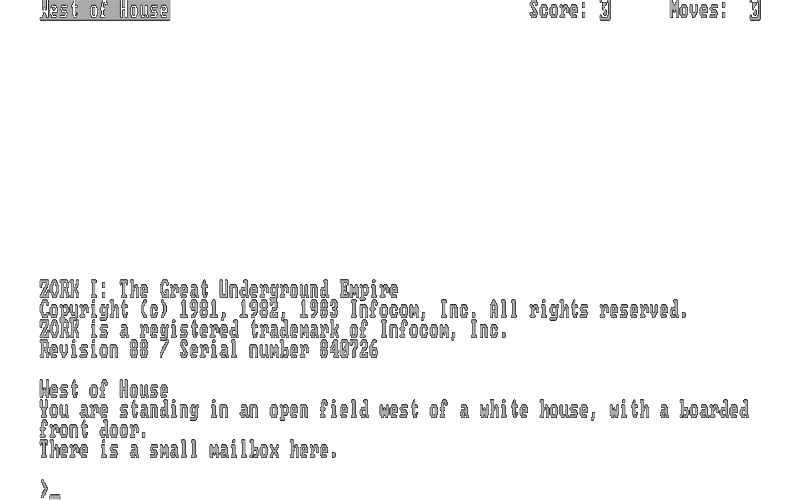 West of House Score: 0 Moves: 0
ZORK I: The Great Underground Empire
Copyright (c) 1981, 1982, 1983 Infocom, Inc. All rights reserved.
ZORK is a registered trademark of Infocom, Inc.
Revision 88 / Serial number 840726
West of House
You are standing in an open field west of a white house, with a boarded
front door.
There is a small mailbox here.
>_